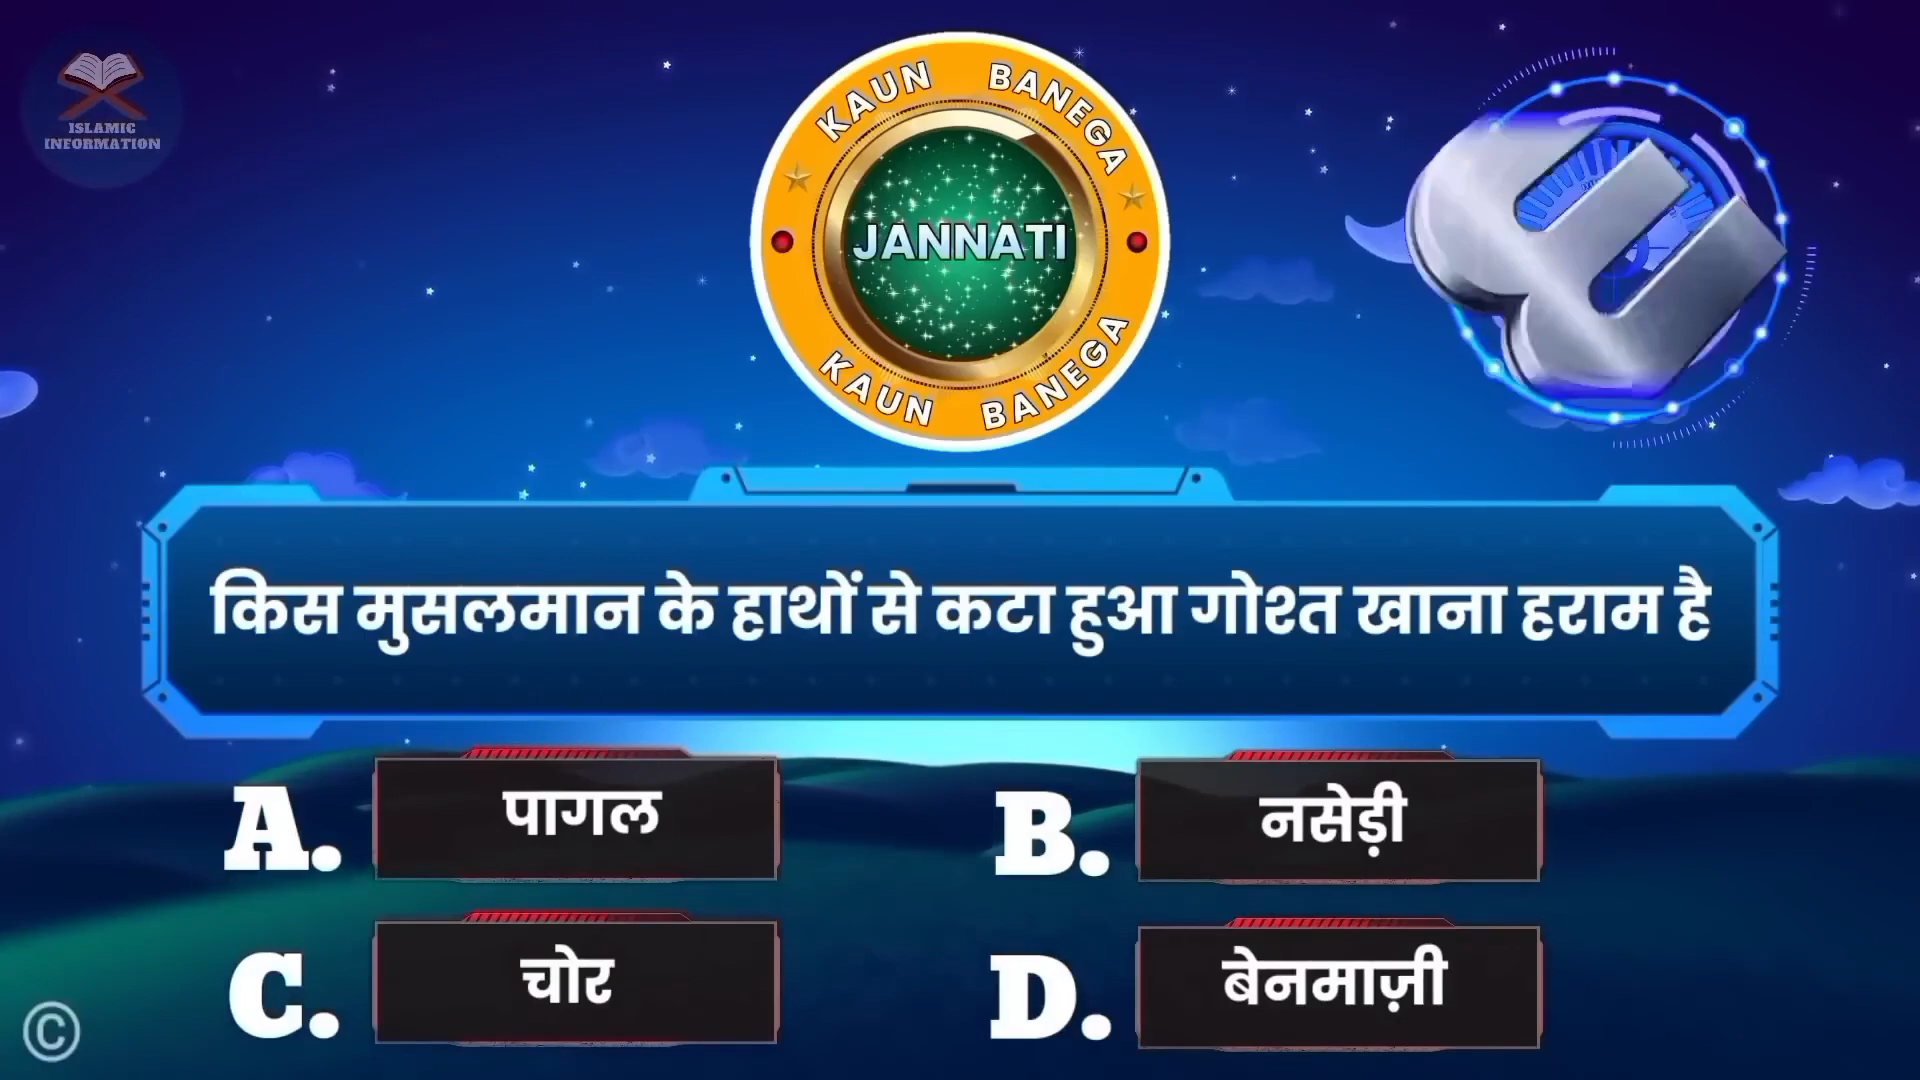 ISLAMIC
INFORMATION
KAUN BANEGA
JANNATI
KAUN BANEGA
किस मुसलमान के हाथों से कटा हुआ गोश्त खाना हराम है
A. पागल
B. नसेड़ी
C. चोर
D. बेनमाज़ी
©